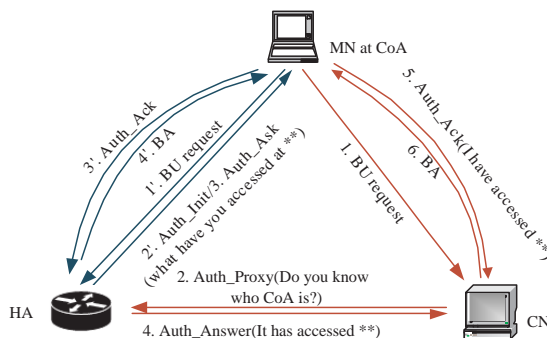 MN at CoA
3'. Auth_Ack
4'. BA
1'. BU request
2'. Auth_Init/3. Auth_Ask
(what have you accessed at **)
1. BU request
6. BA
5. Auth_Ack(I have
accessed **)
2. Auth_Proxy(Do you know
who CoA is?)
HA
CN
4. Auth_Answer(It has accessed **)